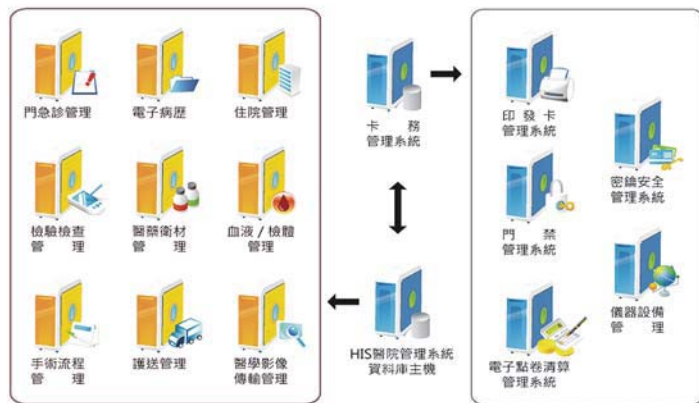 門急診管理
電子病歷
住院管理
檢驗檢查
管 理
醫藥衛材
管 理
血液 / 檢體
管理
手術流程
管 理
護送管理
醫學影像
傳輸管理
卡 務
管理系統
HIS醫院管理系統
資料庫主機
印 發 卡
管理系統
門 禁
管理系統
電子點卷清算
管理系統
密鑰安全
管理系統
儀器設備
管 理